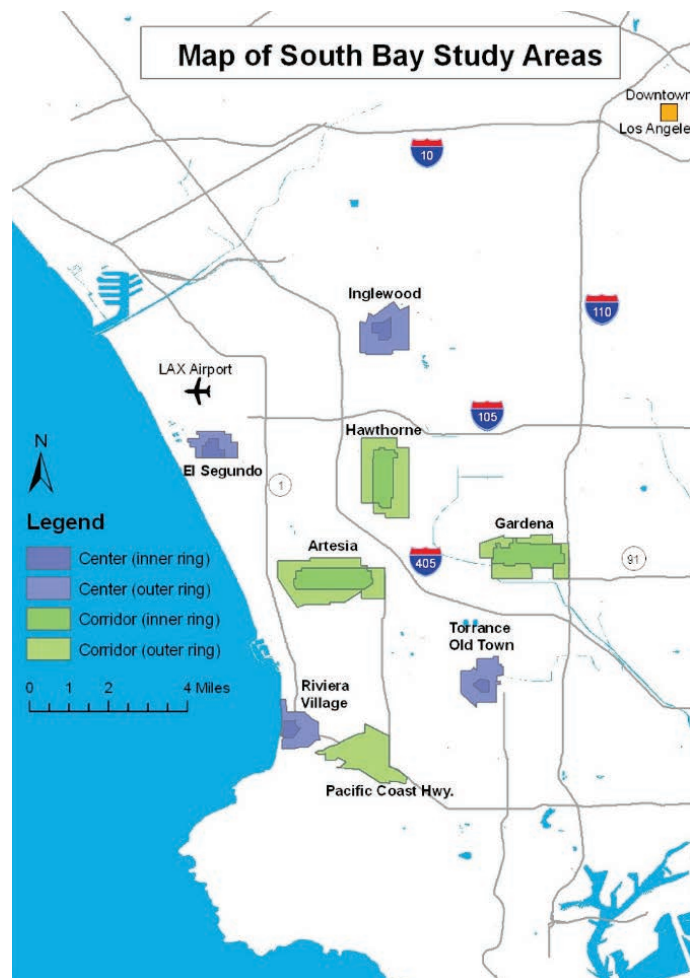 Map of South Bay Study Areas
Downtown
Los Angeles
10
Inglewood
110
LAX Airport
105
Hawthorne
N
El Segundo
1
Legend
Center (inner ring)
Center (outer ring)
Corridor (inner ring)
Corridor (outer ring)
Artesia
Gardena
405
91
Torrance
Old Town
0 1 2 4 Miles
Riviera
Village
Pacific Coast Hwy.